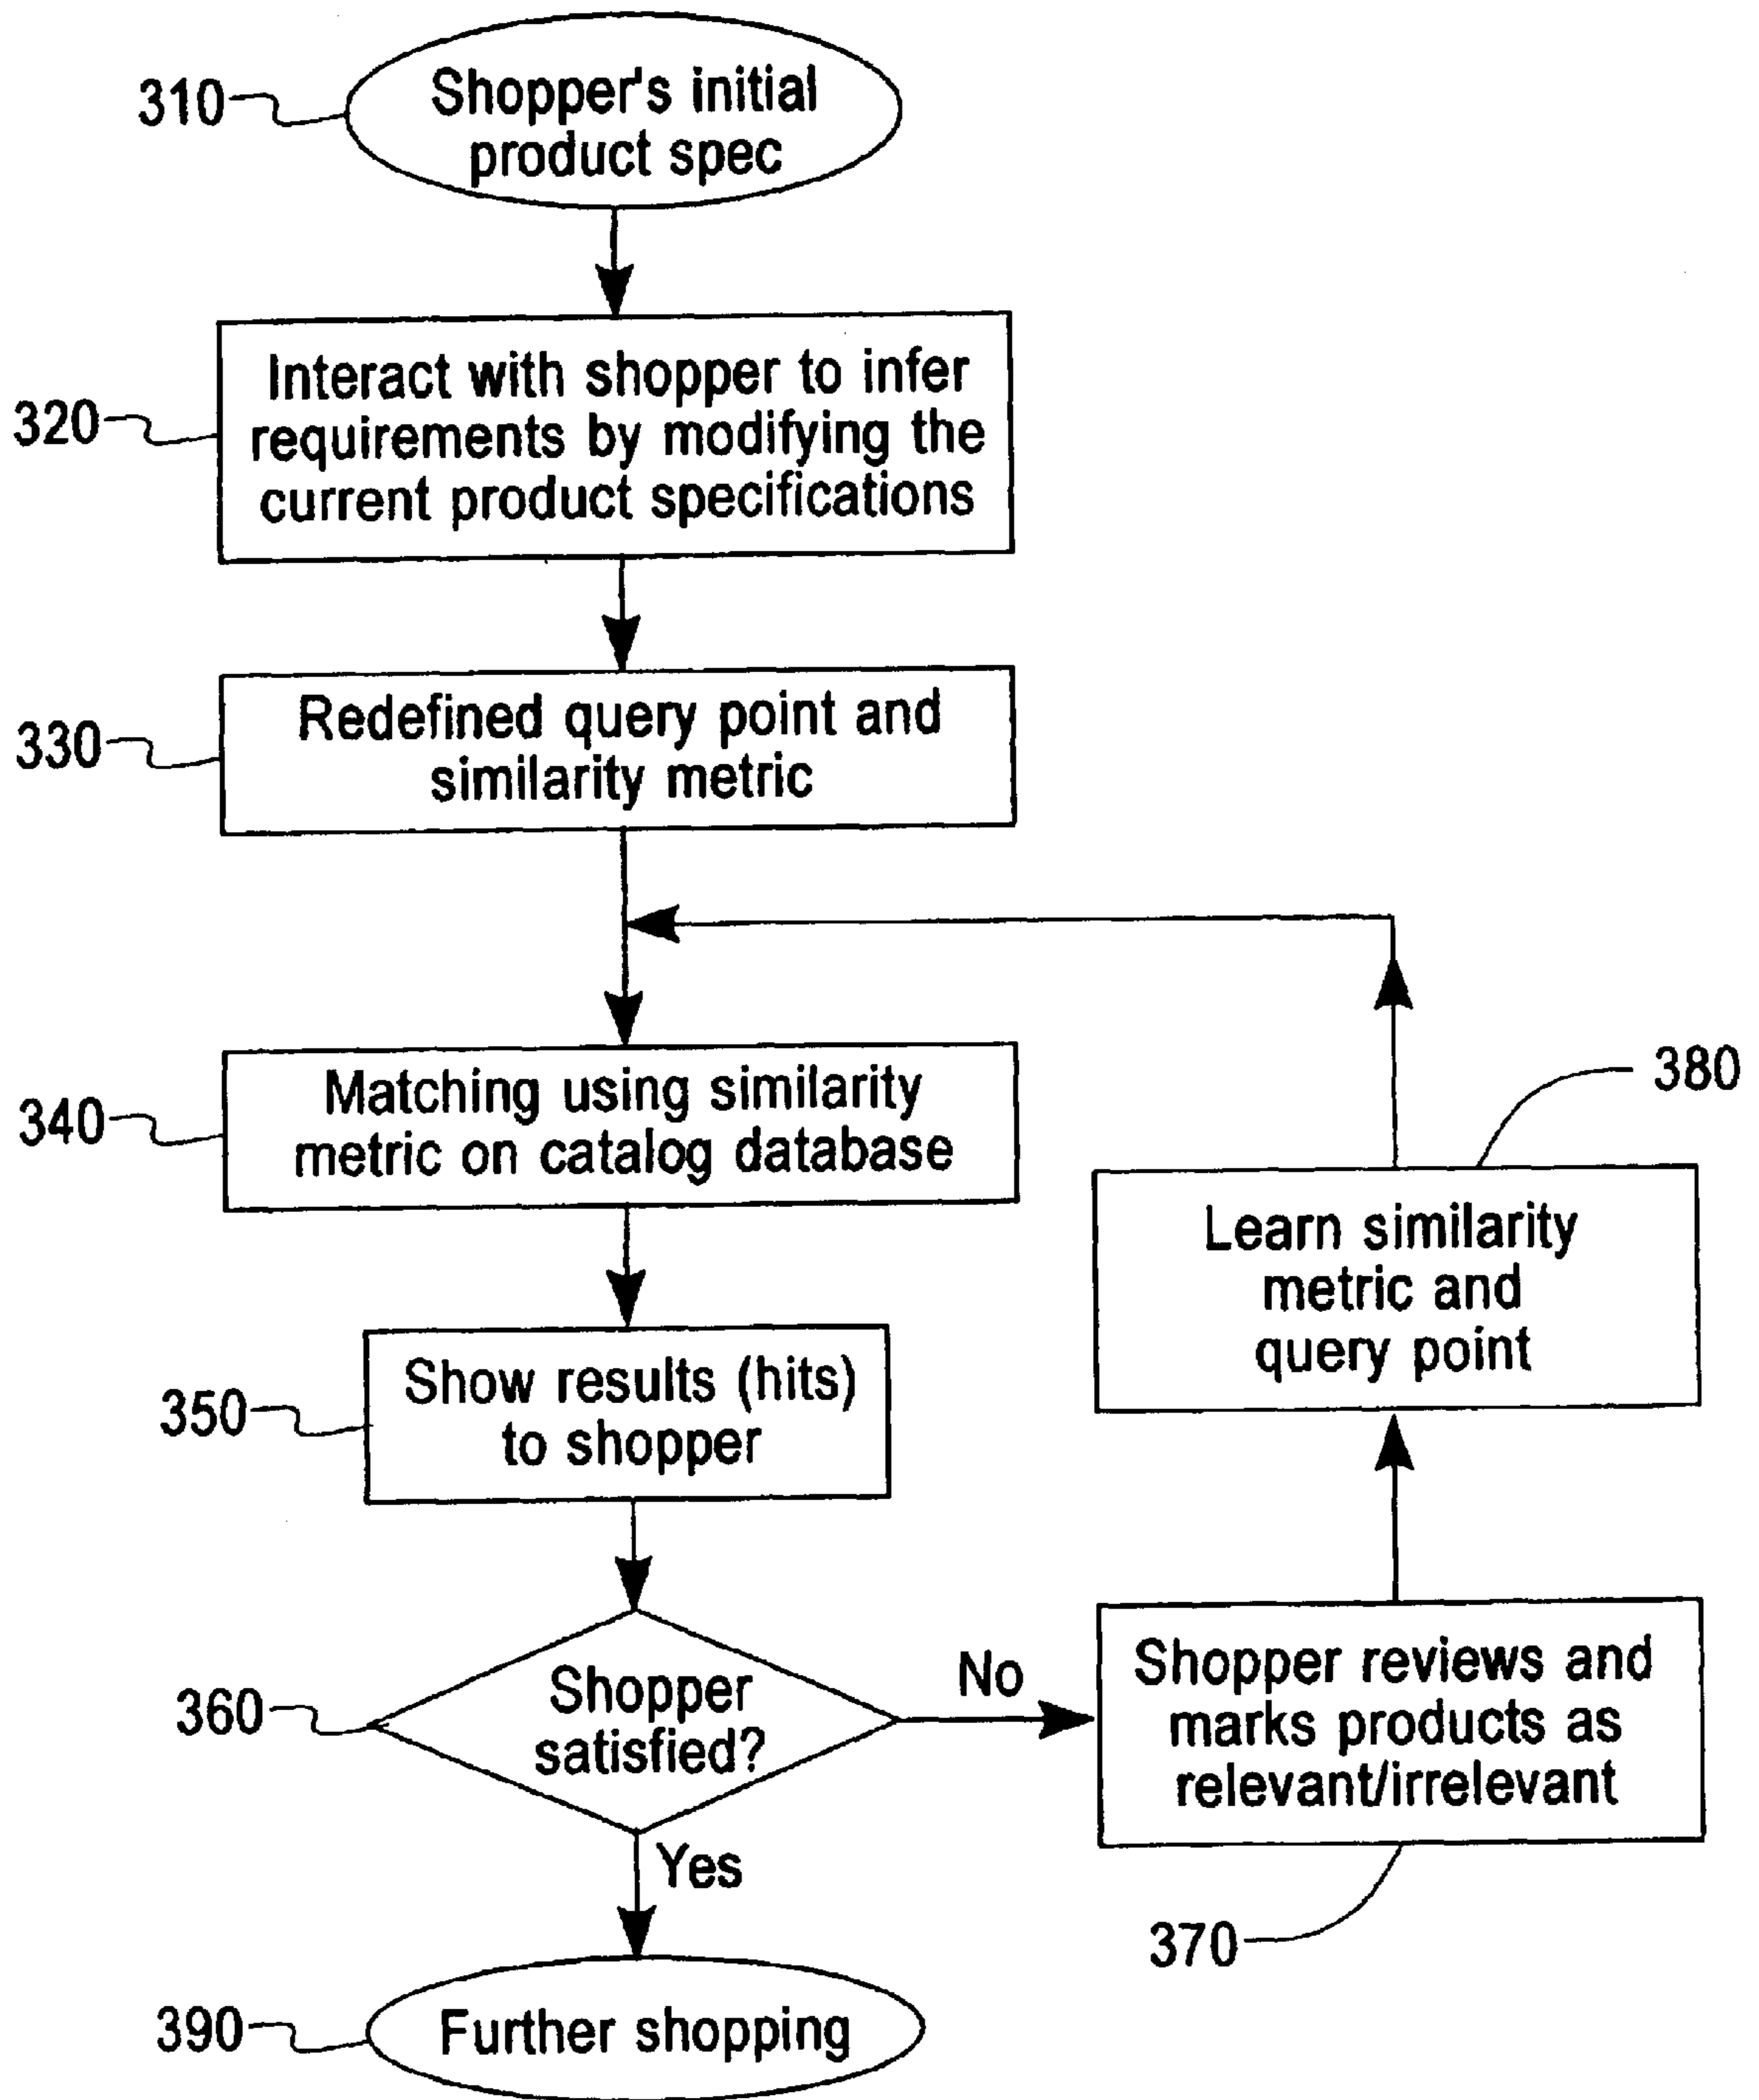 310
Shopper's initial
product spec
320
Interact with shopper to infer
requirements by modifying the
current product specifications
330
Redefined query point and
similarity metric
340
Matching using similarity
metric on catalog database
380
Learn similarity
metric and
query point
350
Show results (hits)
to shopper
360
Shopper
satisfied?
No
Shopper reviews and
marks products as
relevant/irrelevant
370
Yes
390
Further shopping